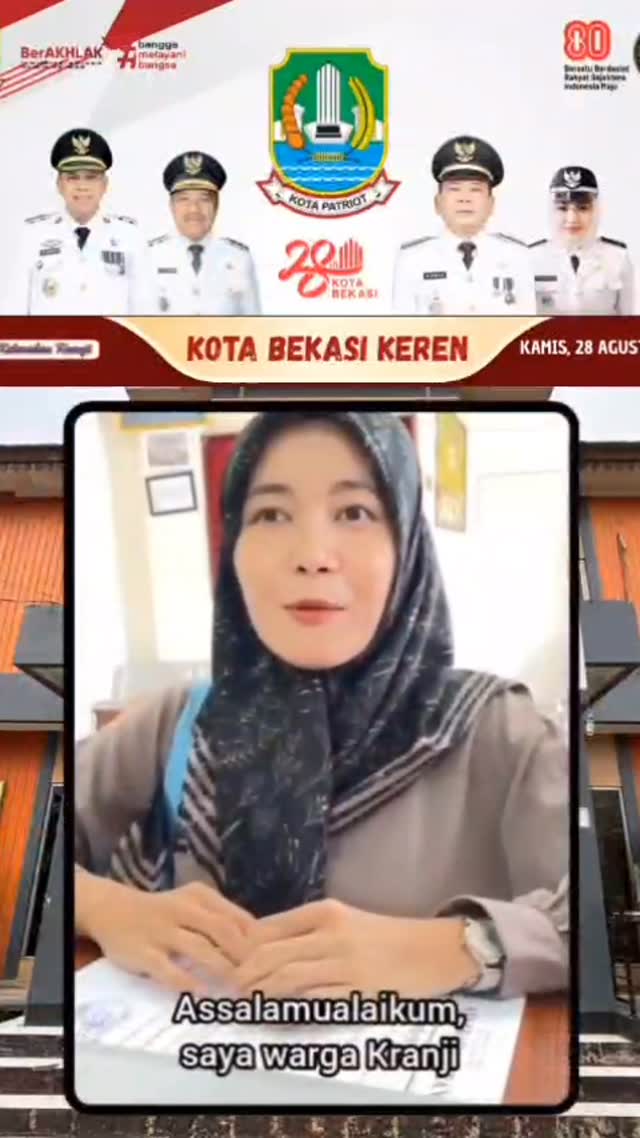 BerAKHLAK
bangga
melayani
bangsa
80
Bersatu Berdaulat
Rakyat Sejahtera
Indonesia Maju
KOTA PATRIOT
28
KOTA
BEKASI
KOTA BEKASI KEREN
KAMIS, 28 AGUST
Assalamualaikum,
saya warga Kranji